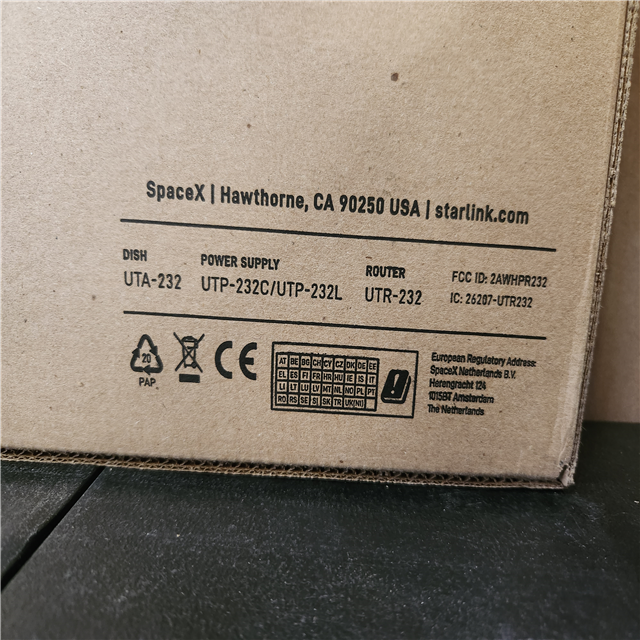 SpaceX | Hawthorne, CA 90250 USA | starlink.com
DISH
UTA-232
POWER SUPPLY
UTP-232C/UTP-232L
ROUTER
UTR-232
FCC ID: 2AWHPR232
IC: 26207-UTR232
20
PAP
CE
AT BE BG CH CY CZ DK DE EE
EL ES FI FR HR HU IE IS IT
LI LT LU LV MT NL NO PL PT
RO RS SE SI SK TR UK(NI)
European Regulatory Address:
SpaceX Netherlands B.V.
Herengracht 124
1015BT Amsterdam
The Netherlands